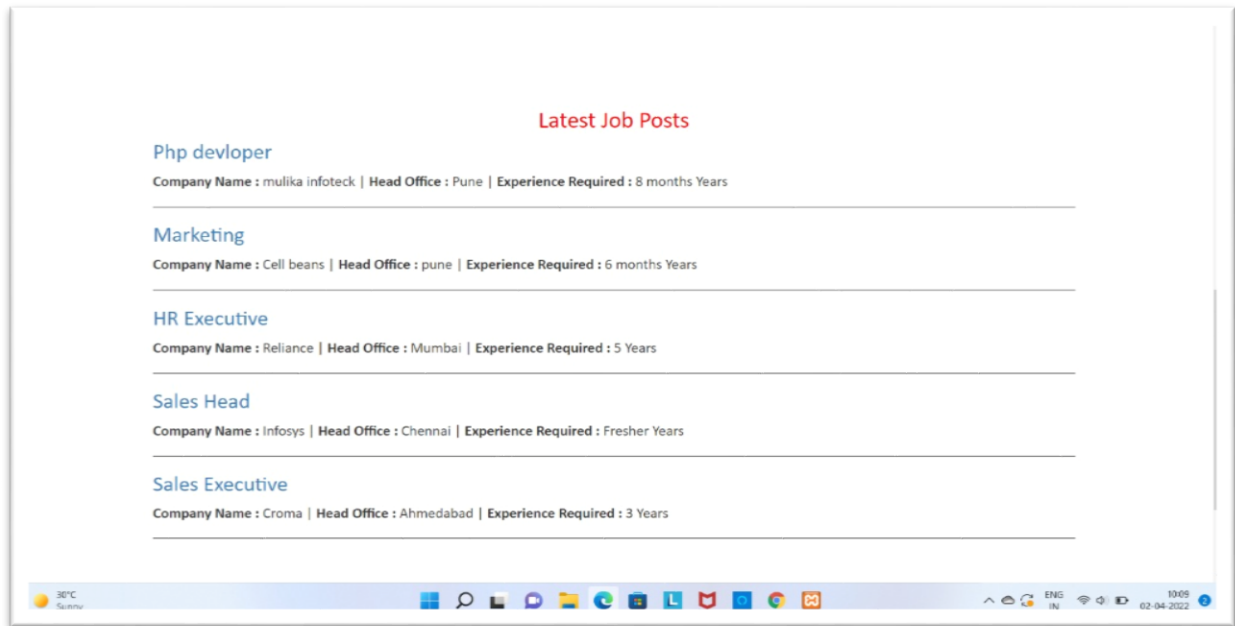 Latest Job Posts
Php devloper
Company Name : mulika infoteck | Head Office : Pune | Experience Required : 8 months Years
Marketing
Company Name : Cell beans | Head Office : pune | Experience Required : 6 months Years
HR Executive
Company Name : Reliance | Head Office : Mumbai | Experience Required : 5 Years
Sales Head
Company Name : Infosys | Head Office : Chennai | Experience Required : Fresher Years
Sales Executive
Company Name : Croma | Head Office : Ahmedabad | Experience Required : 3 Years
30°C
Sunny
L
ENG
IN
10:09
02-04-2022
2